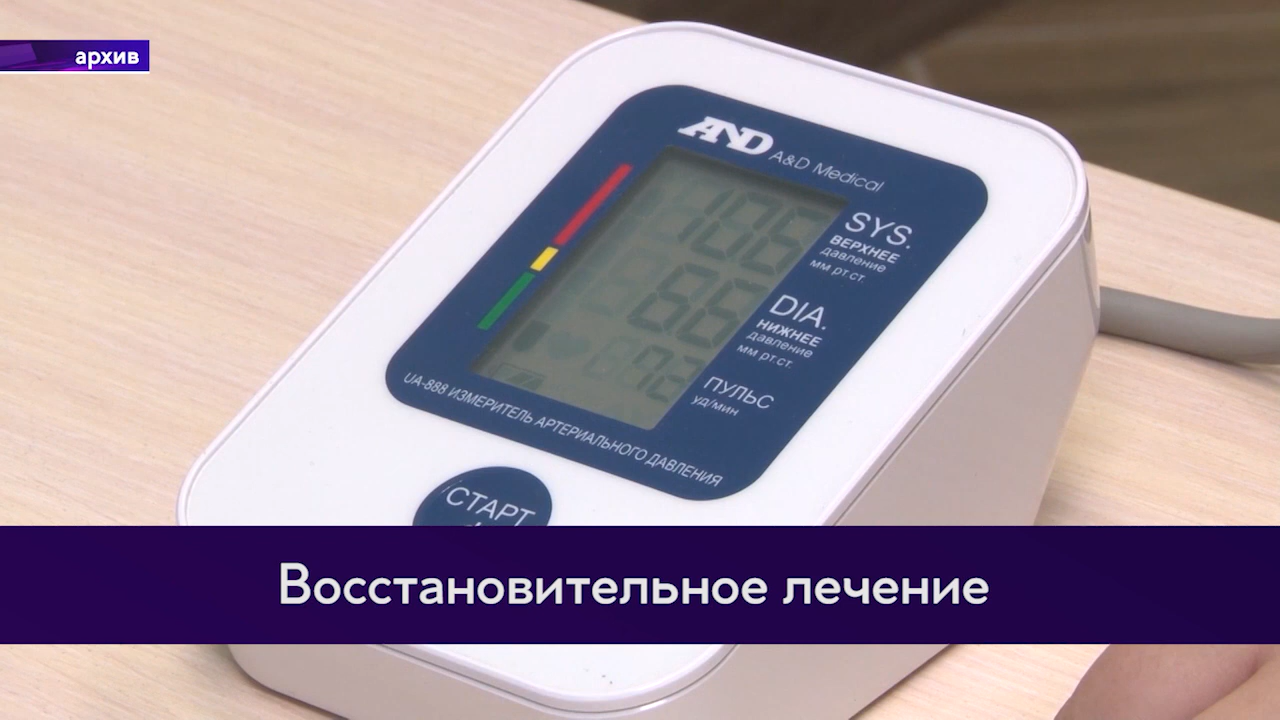 архив
AND A&D Medical
SYS.
ВЕРХНЕЕ
давление
мм рт.ст.
DIA.
НИЖНЕЕ
давление
мм рт.ст.
ПУЛЬС
уд/мин
UA-888 ИЗМЕРИТЕЛЬ АРТЕРИАЛЬНОГО ДАВЛЕНИЯ
СТАРТ
Восстановительное лечение